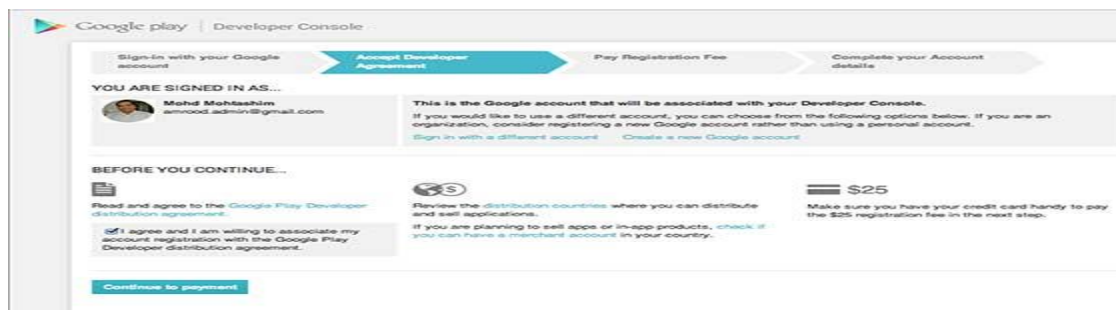 Google play | Developer Console
Sign-in with your Google
account
Accept Developer
Agreement
Pay Registration Fee
Complete your Account
details
YOU ARE SIGNED IN AS...
Mohd Mohtashim
amrood.admin@gmail.com
This is the Google account that will be associated with your Developer Console.
If you would like to use a different account, you can choose from the following options below. If you are an
organization, consider registering a new Google account rather than using a personal account.
Sign in with a different account Create a new Google account
BEFORE YOU CONTINUE...
Read and agree to the Google Play Developer
distribution agreement.
I agree and I am willing to associate my
account registration with the Google Play
Developer distribution agreement.
Review the distribution countries where you can distribute
and sell applications.
If you are planning to sell apps or in-app products, check if
you can have a merchant account in your country.
$25
Make sure you have your credit card handy to pay
the $25 registration fee in the next step.
Continue to payment